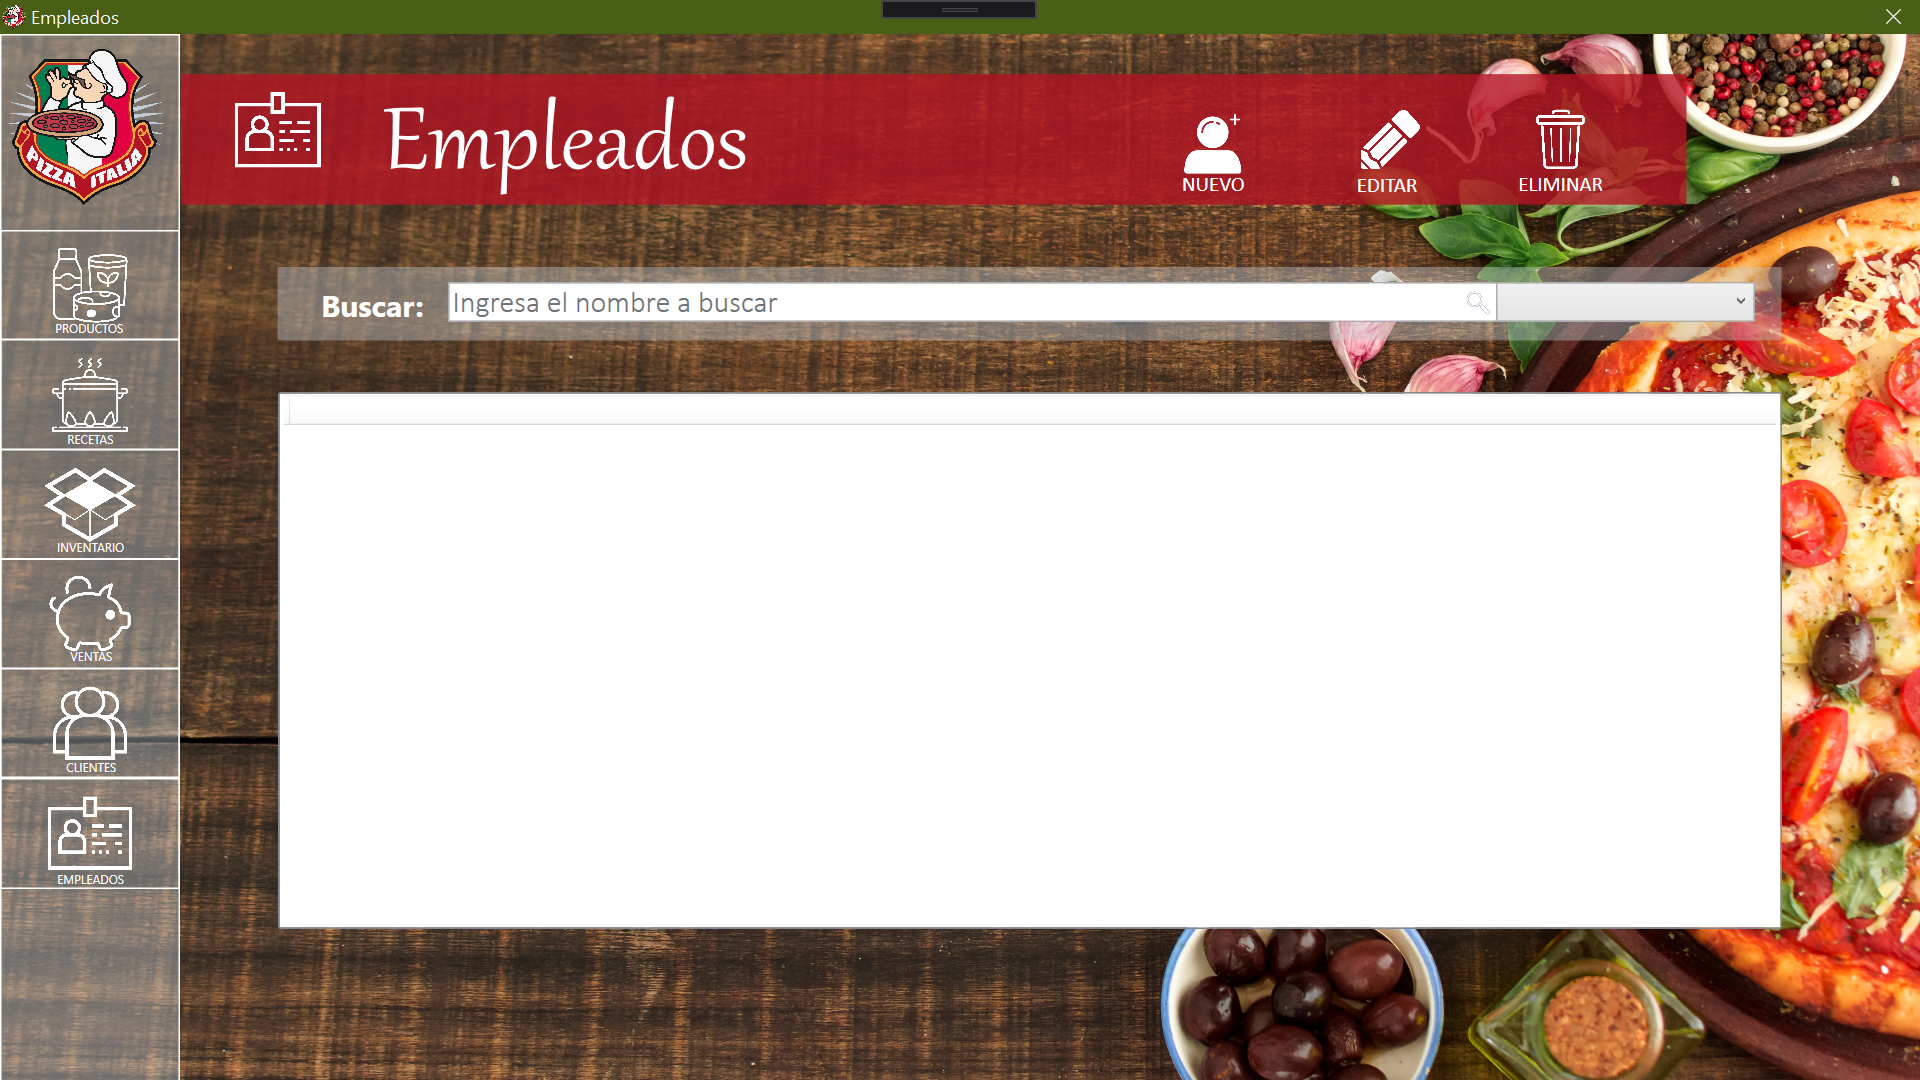 Empleados
PIZZA ITALIA
Empleados
NUEVO
EDITAR
ELIMINAR
Buscar:
Ingresa el nombre a buscar
PRODUCTOS
RECETAS
INVENTARIO
VENTAS
CLIENTES
EMPLEADOS